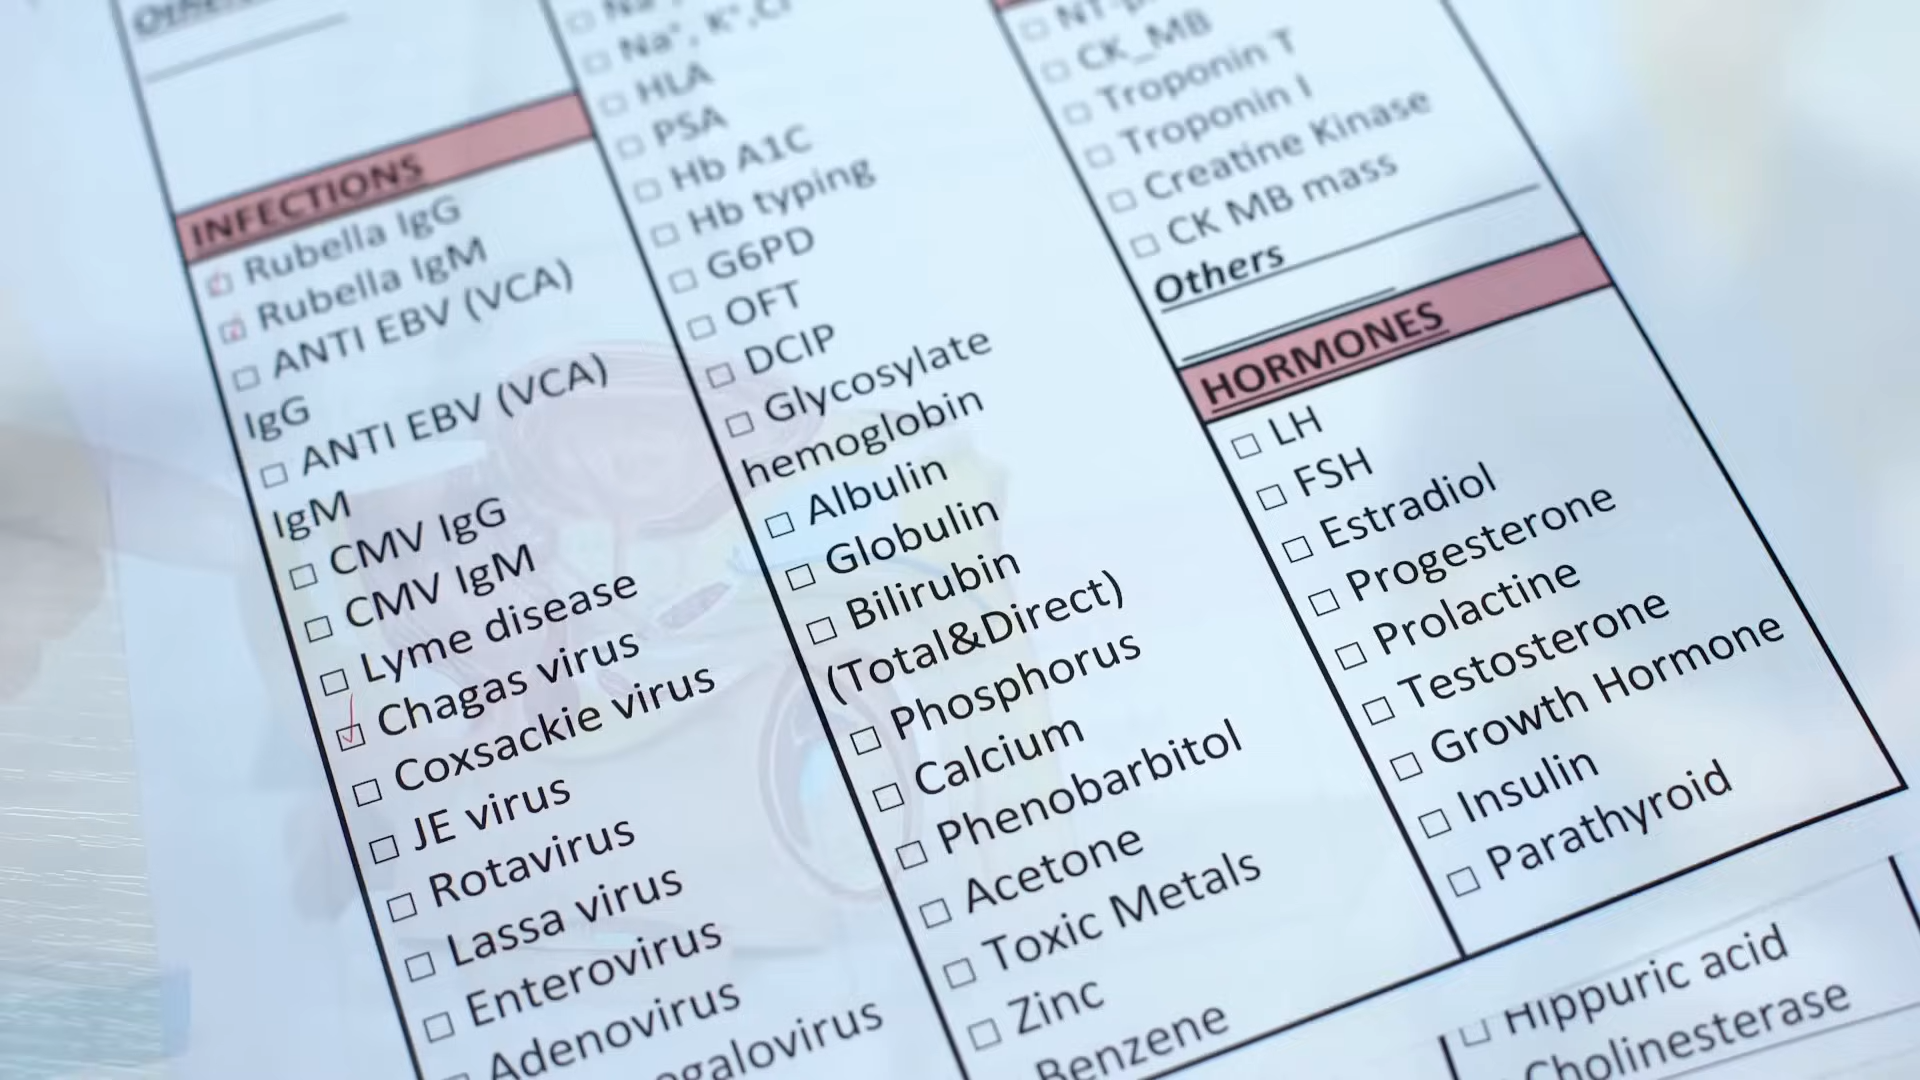 INFECTIONS
Rubella IgG
Rubella IgM
ANTI EBV (VCA)
IgG
ANTI EBV (VCA)
IgM
CMV IgG
CMV IgM
Lyme disease
Chagas virus
Coxsackie virus
JE virus
Rotavirus
Lassa virus
Enterovirus
Adenovirus
Na⁺, K⁺,Cl
HLA
PSA
Hb A1C
Hb typing
G6PD
OFT
DCIP
Glycosylate
hemoglobin
Albulin
Globulin
Bilirubin
(Total&Direct)
Phosphorus
Calcium
Phenobarbitol
Acetone
Toxic Metals
Zinc
Benzene
CK_MB
Troponin T
Troponin I
Creatine Kinase
CK MB mass
Others
HORMONES
LH
FSH
Estradiol
Progesterone
Prolactine
Testosterone
Growth Hormone
Insulin
Parathyroid
Hippuric acid
Cholinesterase